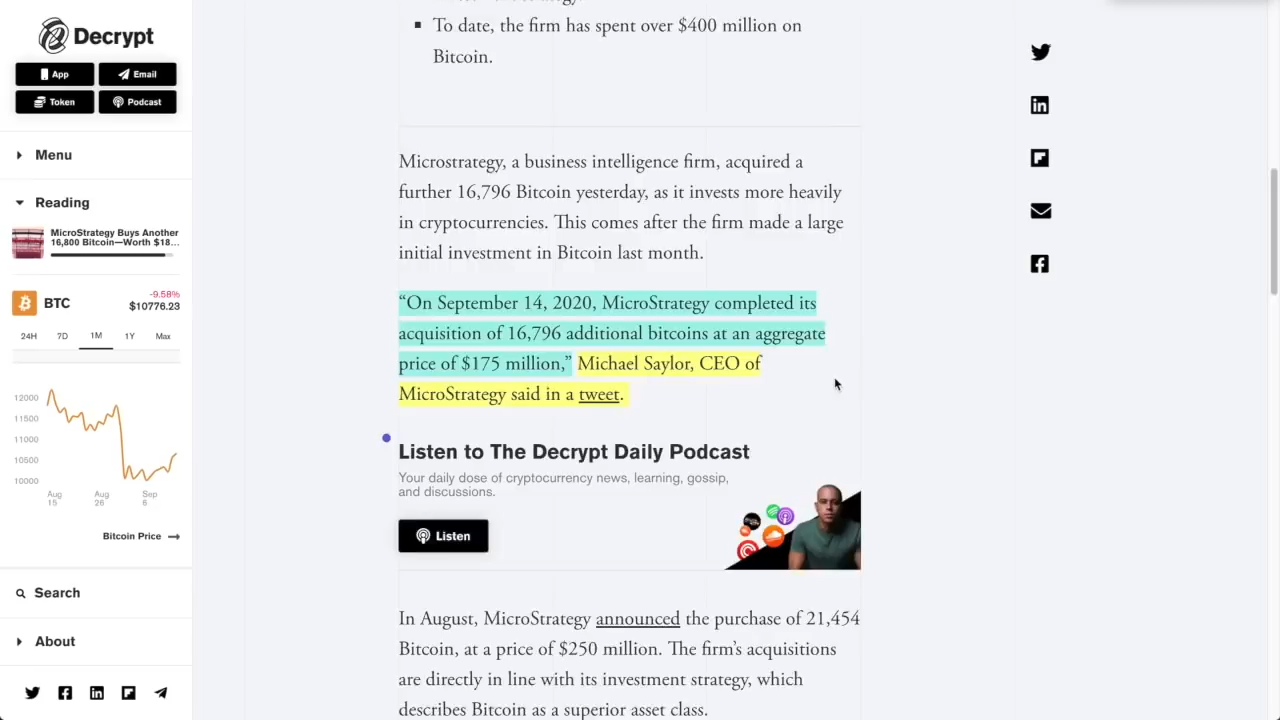 Decrypt
App
Email
Token
Podcast
Menu
Reading
MicroStrategy Buys Another
16,800 Bitcoin—Worth $18...
BTC
-9.58%
$10776.23
24H 7D 1M 1Y Max
12000
11500
11000
10500
10000
Aug 15
Aug 26
Sep 6
Bitcoin Price
Search
About
To date, the firm has spent over $400 million on
Bitcoin.
Microstrategy, a business intelligence firm, acquired a
further 16,796 Bitcoin yesterday, as it invests more heavily
in cryptocurrencies. This comes after the firm made a large
initial investment in Bitcoin last month.
“On September 14, 2020, MicroStrategy completed its
acquisition of 16,796 additional bitcoins at an aggregate
price of $175 million,” Michael Saylor, CEO of
MicroStrategy said in a tweet.
Listen to The Decrypt Daily Podcast
Your daily dose of cryptocurrency news, learning, gossip,
and discussions.
Listen
In August, MicroStrategy announced the purchase of 21,454
Bitcoin, at a price of $250 million. The firm’s acquisitions
are directly in line with its investment strategy, which
describes Bitcoin as a superior asset class.